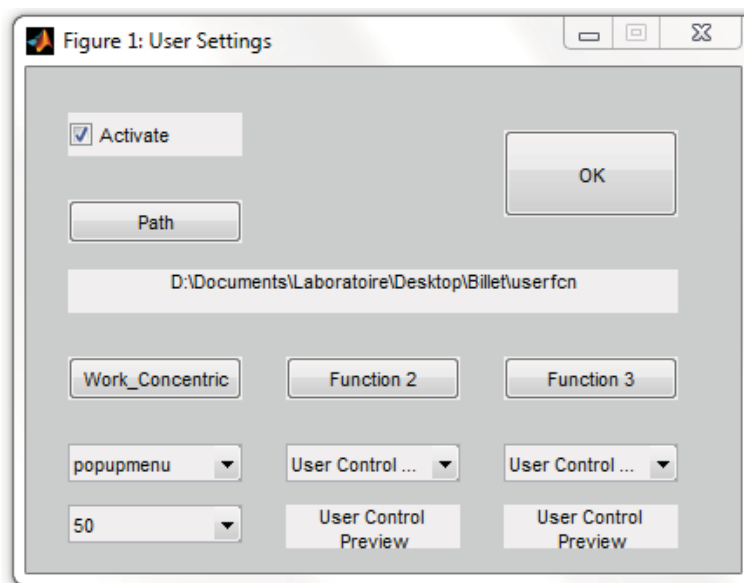 Figure 1: User Settings
Activate
OK
Path
D:\Documents\Laboratoire\Desktop\Billet\userfcn
Work_Concentric
Function 2
Function 3
popupmenu
User Control ...
User Control ...
50
User Control
Preview
User Control
Preview